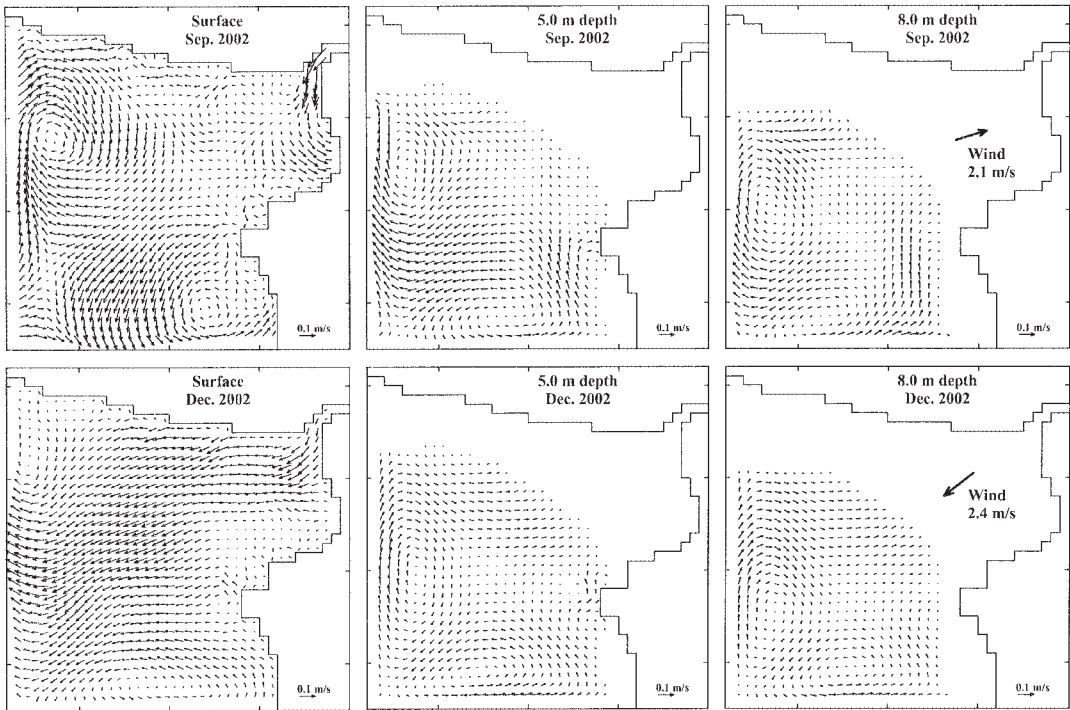 Surface
Sep. 2002
0.1 m/s
5.0 m depth
Sep. 2002
0.1 m/s
8.0 m depth
Sep. 2002
Wind
2.1 m/s
0.1 m/s
Surface
Dec. 2002
0.1 m/s
5.0 m depth
Dec. 2002
0.1 m/s
8.0 m depth
Dec. 2002
Wind
2.4 m/s
0.1 m/s